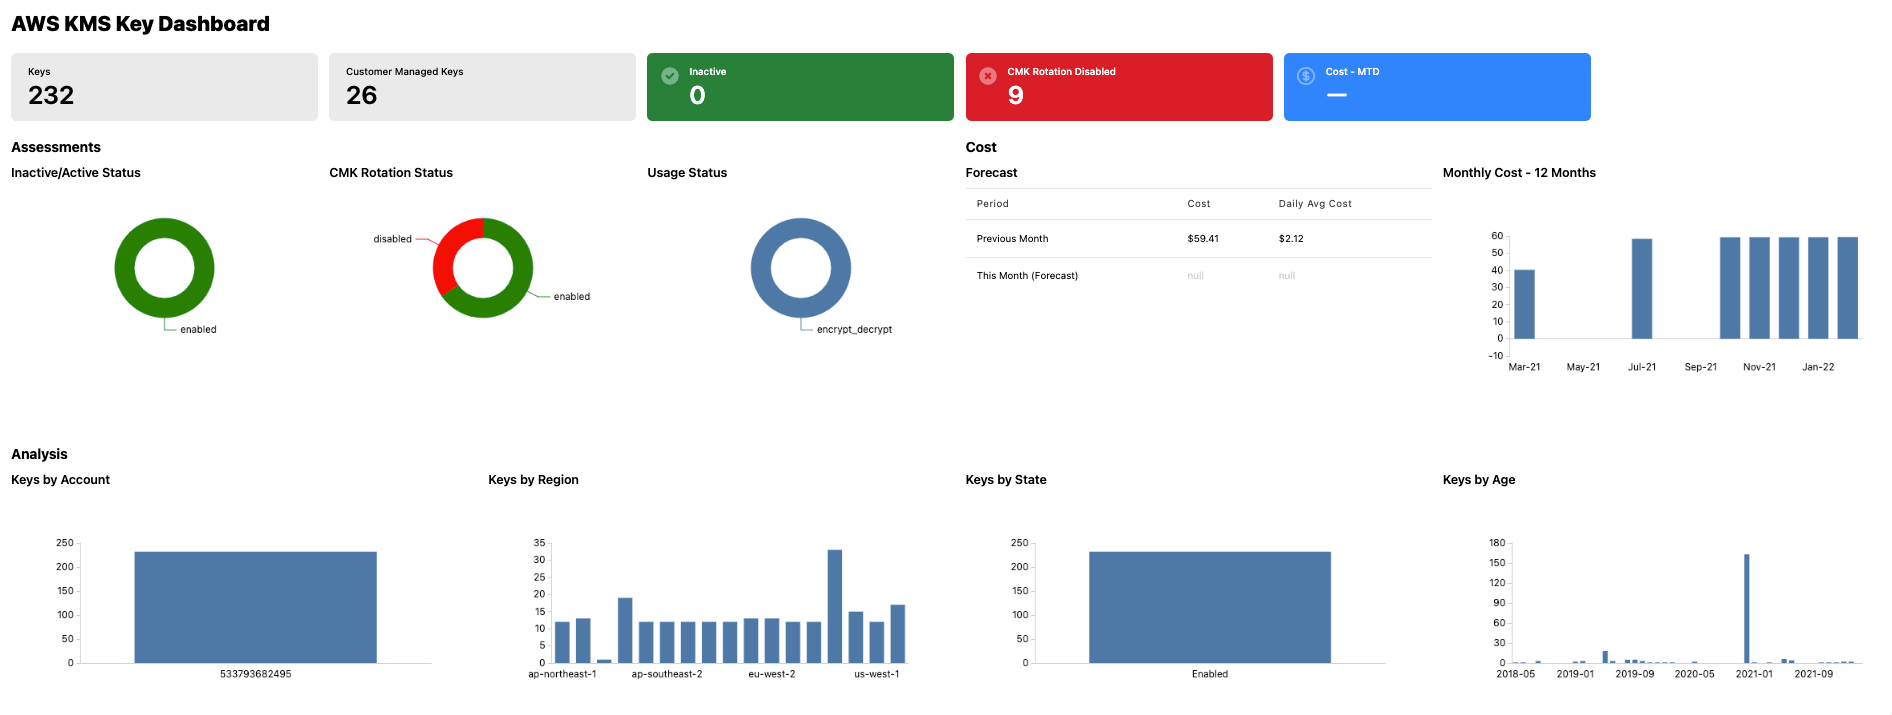 AWS KMS Key Dashboard
Keys
232
Customer Managed Keys
26
Inactive
0
CMK Rotation Disabled
9
Cost - MTD
—
Assessments
Inactive/Active Status
enabled
CMK Rotation Status
disabled
enabled
Usage Status
encrypt_decrypt
Cost
Forecast
Period Cost Daily Avg Cost
Previous Month $59.41 $2.12
This Month (Forecast) null null
Monthly Cost - 12 Months
60
50
40
30
20
10
0
-10
Mar-21 May-21 Jul-21 Sep-21 Nov-21 Jan-22
Analysis
Keys by Account
250
200
150
100
50
0
533793682495
Keys by Region
35
30
25
20
15
10
5
0
ap-northeast-1 ap-southeast-2 eu-west-2 us-west-1
Keys by State
250
200
150
100
50
0
Enabled
Keys by Age
180
150
120
90
60
30
0
2018-05 2019-01 2019-09 2020-05 2021-01 2021-09